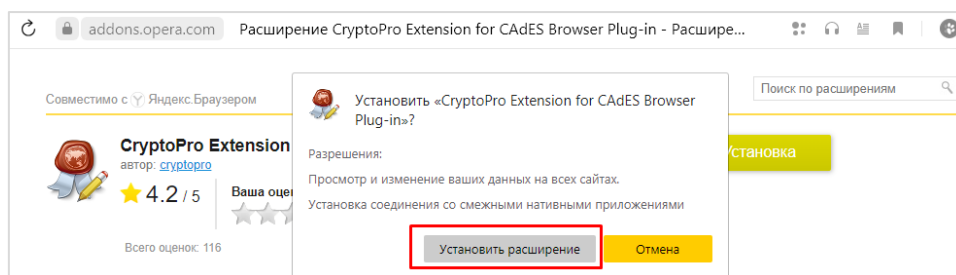 addons.opera.com Расширение CryptoPro Extension for CAdES Browser Plug-in - Расшире...
Совместимо с Яндекс.Браузером
Поиск по расширениям
CryptoPro Extension
автор: cryptopro
4.2 / 5
Ваша оце
Всего оценок: 116
Установить «CryptoPro Extension for CAdES Browser
Plug-in»?
Разрешения:
Просмотр и изменение ваших данных на всех сайтах.
Установка соединения со смежными нативными приложениями
Установить расширение
Отмена
становка